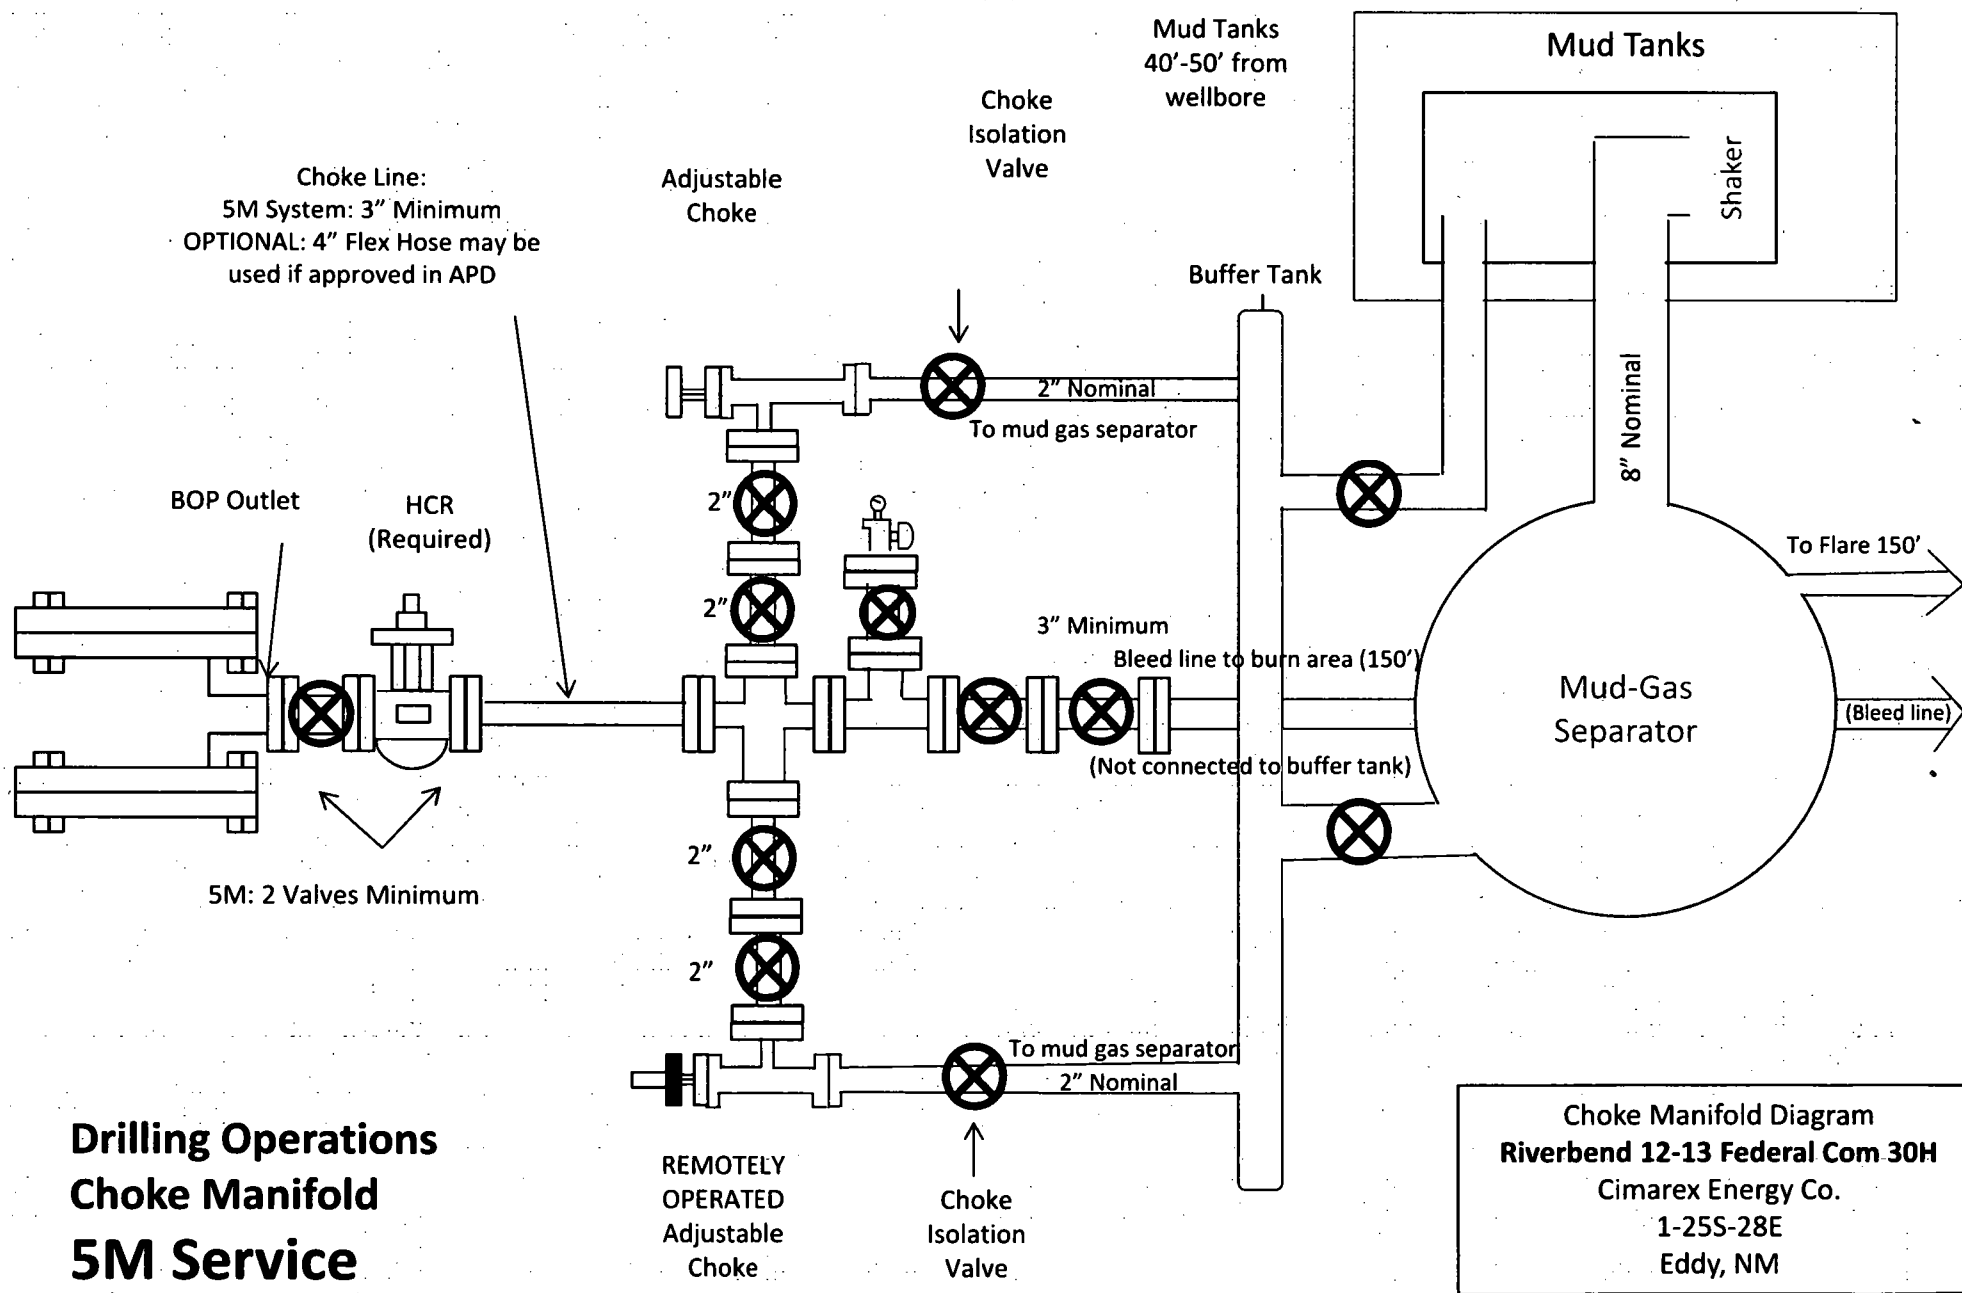 Mud Tanks
40’-50’ from
wellbore
Mud Tanks
Shaker
Choke
Isolation
Valve
Choke Line:
5M System: 3” Minimum
OPTIONAL: 4” Flex Hose may be
used if approved in APD
Adjustable
Choke
Buffer Tank
2” Nominal
To mud gas separator
8” Nominal
BOP Outlet
HCR
(Required)
2”
2”
To Flare 150’
3” Minimum
Bleed line to burn area (150’)
Mud-Gas
Separator
(Bleed line)
(Not connected to buffer tank)
5M: 2 Valves Minimum
2”
2”
To mud gas separator
2” Nominal
REMOTELY
OPERATED
Adjustable
Choke
Choke
Isolation
Valve
Drilling Operations
Choke Manifold
5M Service
Choke Manifold Diagram
Riverbend 12-13 Federal Com 30H
Cimarex Energy Co.
1-25S-28E
Eddy, NM